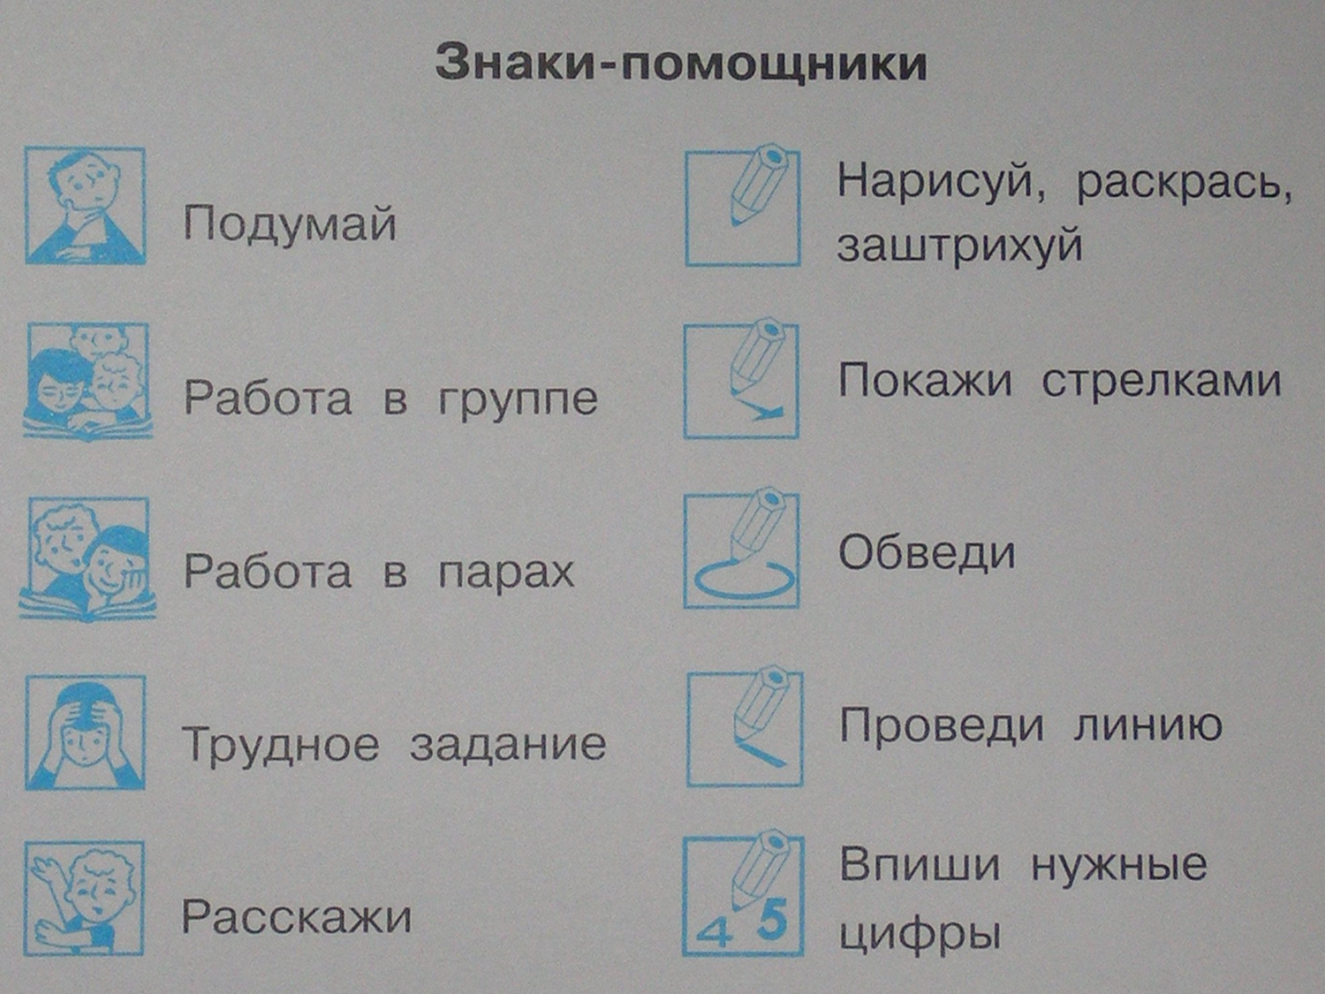 Знаки-помощники
Подумай
Работа в группе
Работа в парах
Трудное задание
Расскажи
Нарисуй, раскрась,
заштрихуй
Покажи стрелками
Обведи
Проведи линию
4 5
Впиши нужные
цифры